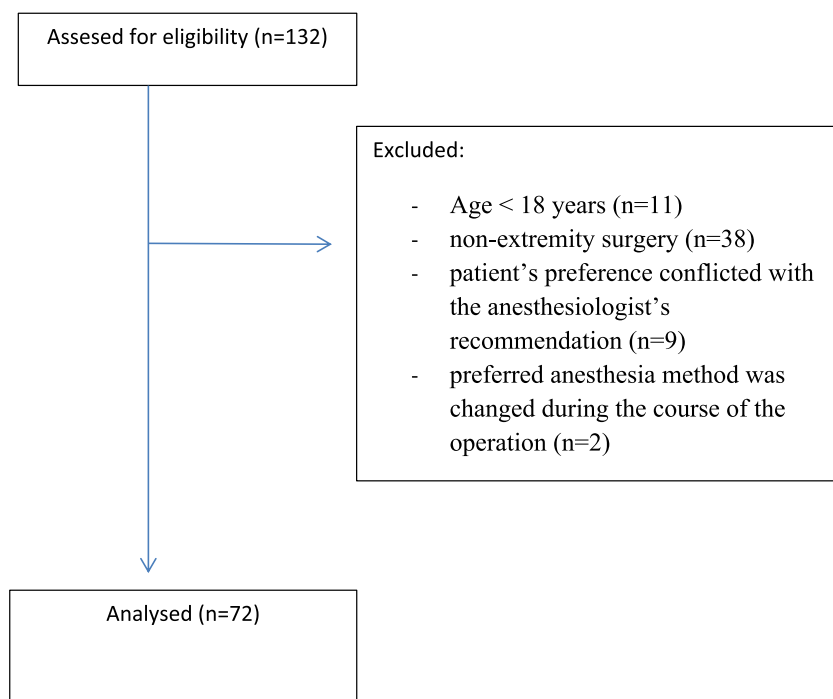 Assesed for eligibility (n=132)
Excluded:
- Age < 18 years (n=11)
- non-extremity surgery (n=38)
- patient’s preference conflicted with
the anesthesiologist’s
recommendation (n=9)
- preferred anesthesia method was
changed during the course of the
operation (n=2)
Analysed (n=72)